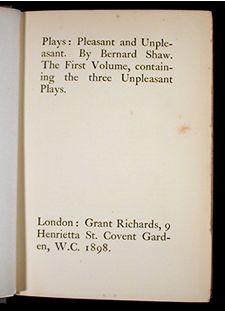 Plays: Pleasant and Unple-
asant. By Bernard Shaw.
The First Volume, contain-
ing the three Unpleasant
Plays.
London: Grant Richards, 9
Henrietta St. Covent Gard-
en, W.C. 1898.